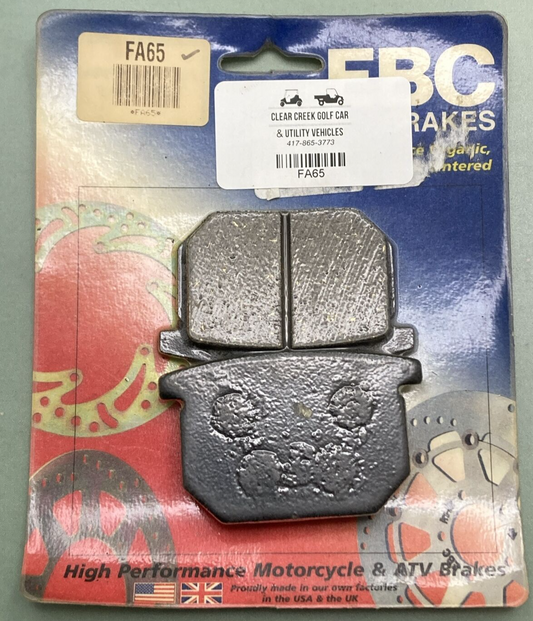 FA65 ✓
*FA65*
CLEAR CREEK GOLF CAR
& UTILITY VEHICLES
417-865-3773
FA65
EBC
BRAKES
High Performance Motorcycle & ATV Brakes
Proudly made in our own factories
in the USA & the UK